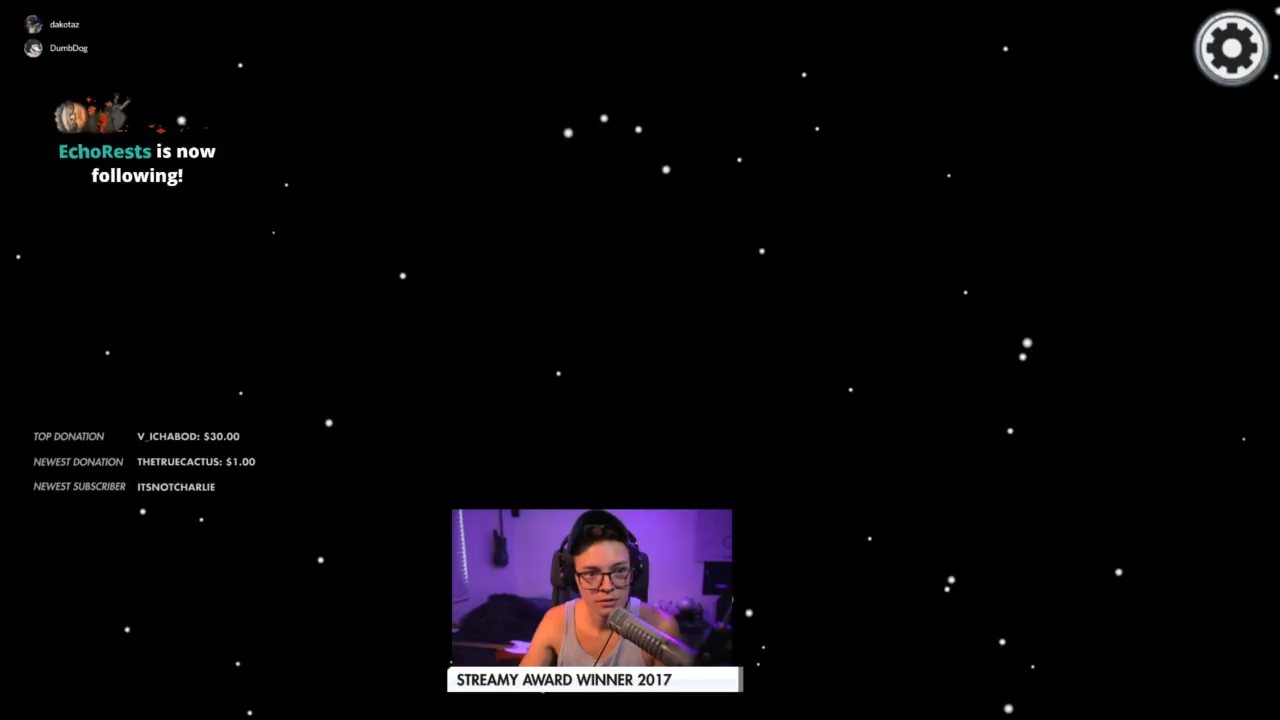 dakotaz
DumbDog
EchoRests is now
following!
TOP DONATION V_ICHABOD: $30.00
NEWEST DONATION THETRUECACTUS: $1.00
NEWEST SUBSCRIBER ITSNOTCHARLIE
STREAMY AWARD WINNER 2017